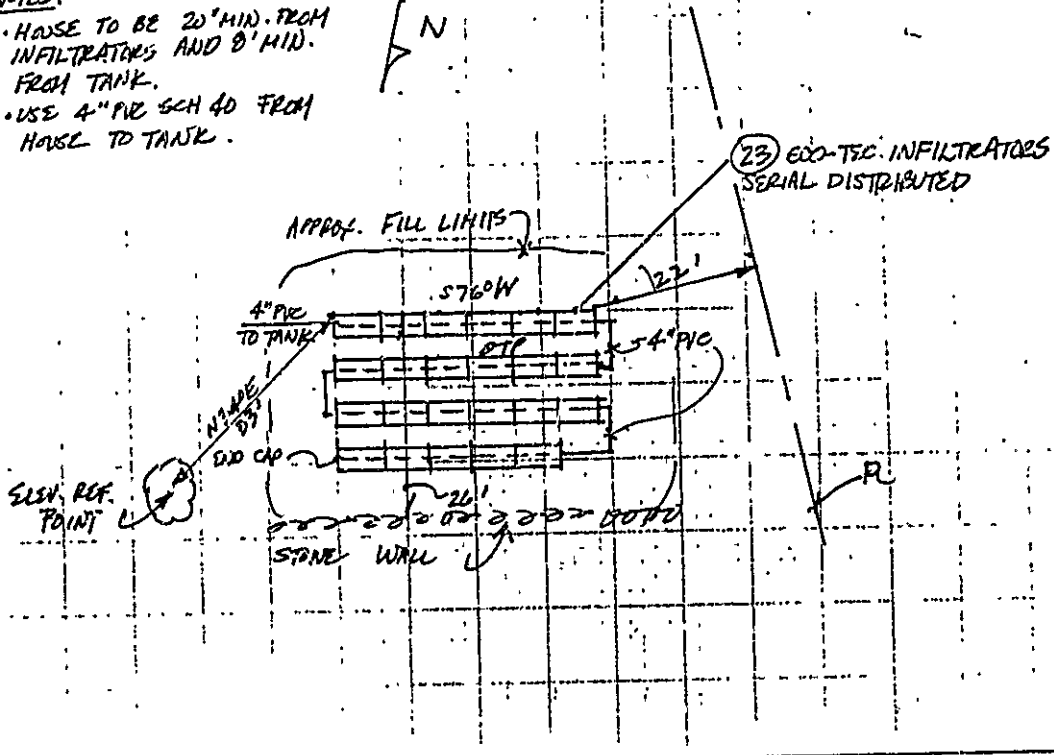 NOTES:
• HOUSE TO BE 20' MIN. FROM
INFILTRATORS AND 8' MIN.
FROM TANK.
• USE 4" PVC SCH 40 FROM
HOUSE TO TANK.
N
23 ECO-TEC. INFILTRATORS
SERIAL DISTRIBUTED
APPROX. FILL LIMITS
S76°W
22'
4" PVC
TO TANK
4" PVC
END CAP
ELEV. REF.
POINT
26'
STONE WALL